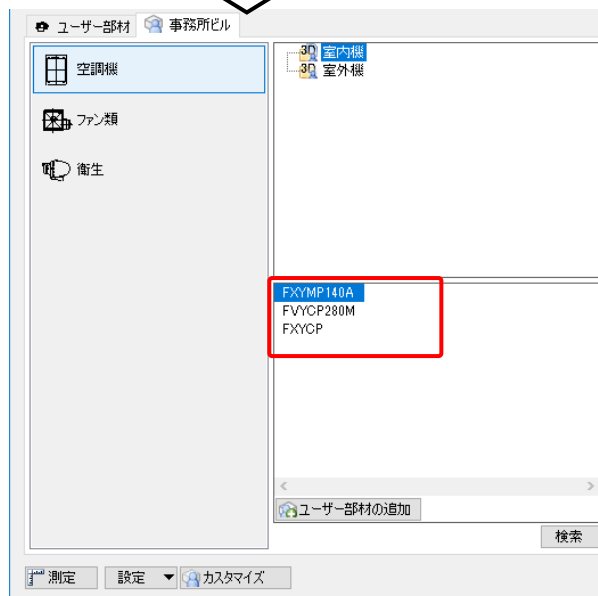 ユーザー部材 事務所ビル
空調機
ファン類
衛生
3D 室内機
3D 室外機
FXYMP140A
FVYCP280M
FXYCP
ユーザー部材の追加
検索
測定 設定 カスタマイズ